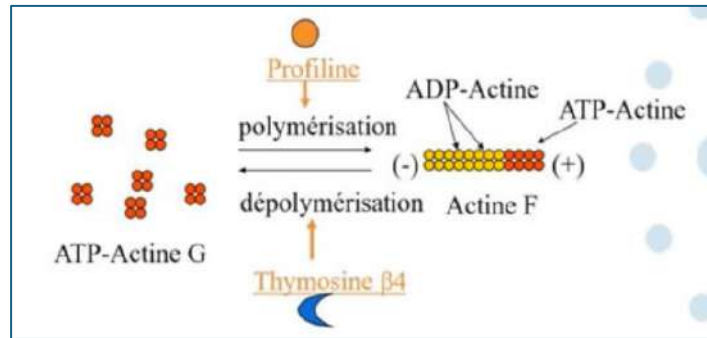 Profiline
polymérisation
ADP-Actine
ATP-Actine
(-)
(+)
dépolymérisation
Actine F
ATP-Actine G
Thymosine β4